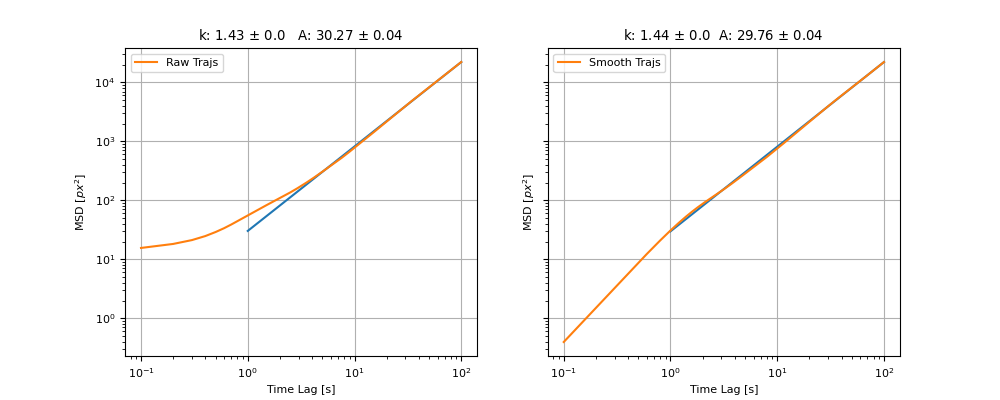 k: 1.43 ± 0.0   A: 30.27 ± 0.04
Raw Trajs
MSD [px²]
10⁴
10³
10²
10¹
10⁰
10⁻¹ 10⁰ 10¹ 10²
Time Lag [s]
k: 1.44 ± 0.0  A: 29.76 ± 0.04
Smooth Trajs
MSD [px²]
10⁻¹ 10⁰ 10¹ 10²
Time Lag [s]